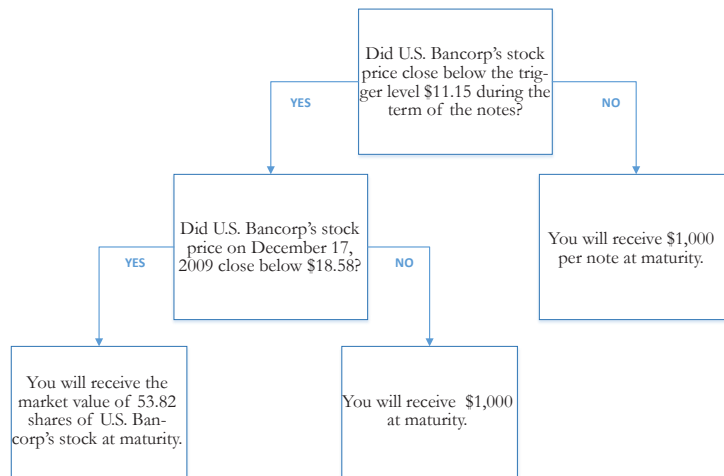 Did U.S. Bancorp's stock
price close below the trig-
ger level $11.15 during the
term of the notes?
YES
NO
Did U.S. Bancorp's stock
price on December 17,
2009 close below $18.58?
You will receive $1,000
per note at maturity.
YES
NO
You will receive the
market value of 53.82
shares of U.S. Ban-
corp's stock at maturity.
You will receive $1,000
at maturity.